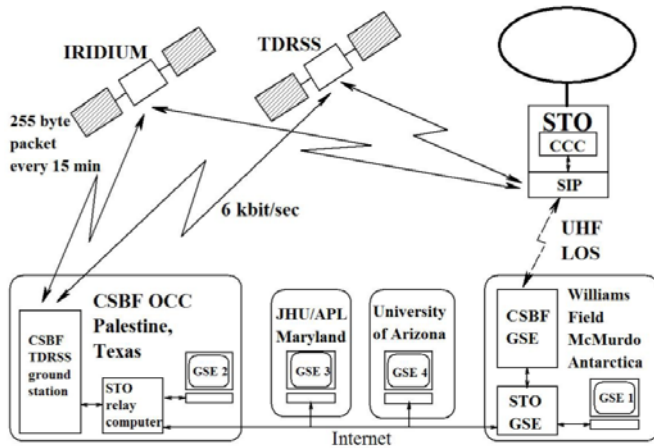 IRIDIUM
TDRSS
255 byte
packet
every 15 min
6 kbit/sec
STO
CCC
SIP
UHF
LOS
CSBF OCC
Palestine,
Texas
CSBF
TDRSS
ground
station
STO
relay
computer
GSE 2
JHU/APL
Maryland
GSE 3
University
of Arizona
GSE 4
CSBF
GSE
Williams
Field
McMurdo
Antarctica
STO
GSE
GSE 1
Internet